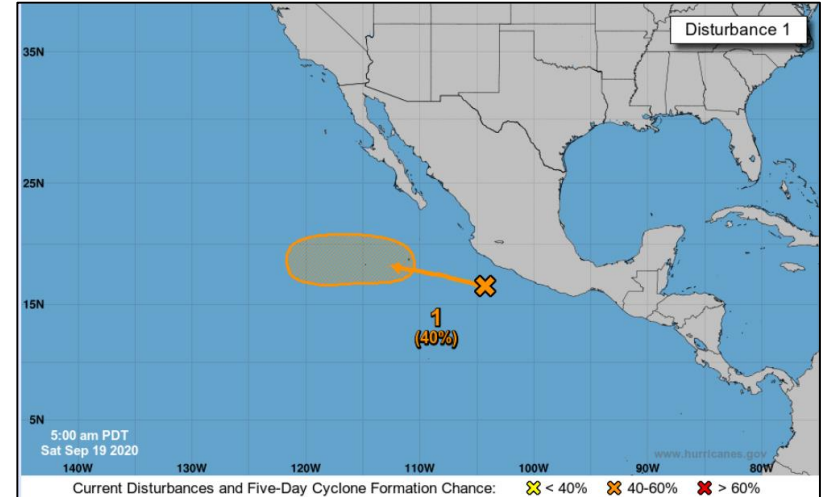 Disturbance 1
35N
25N
15N
5N
1
(40%)
5:00 am PDT
Sat Sep 19 2020
www.hurricanes.gov
140W 130W 120W 110W 100W 90W 80W
Current Disturbances and Five-Day Cyclone Formation Chance: < 40% 40-60% > 60%